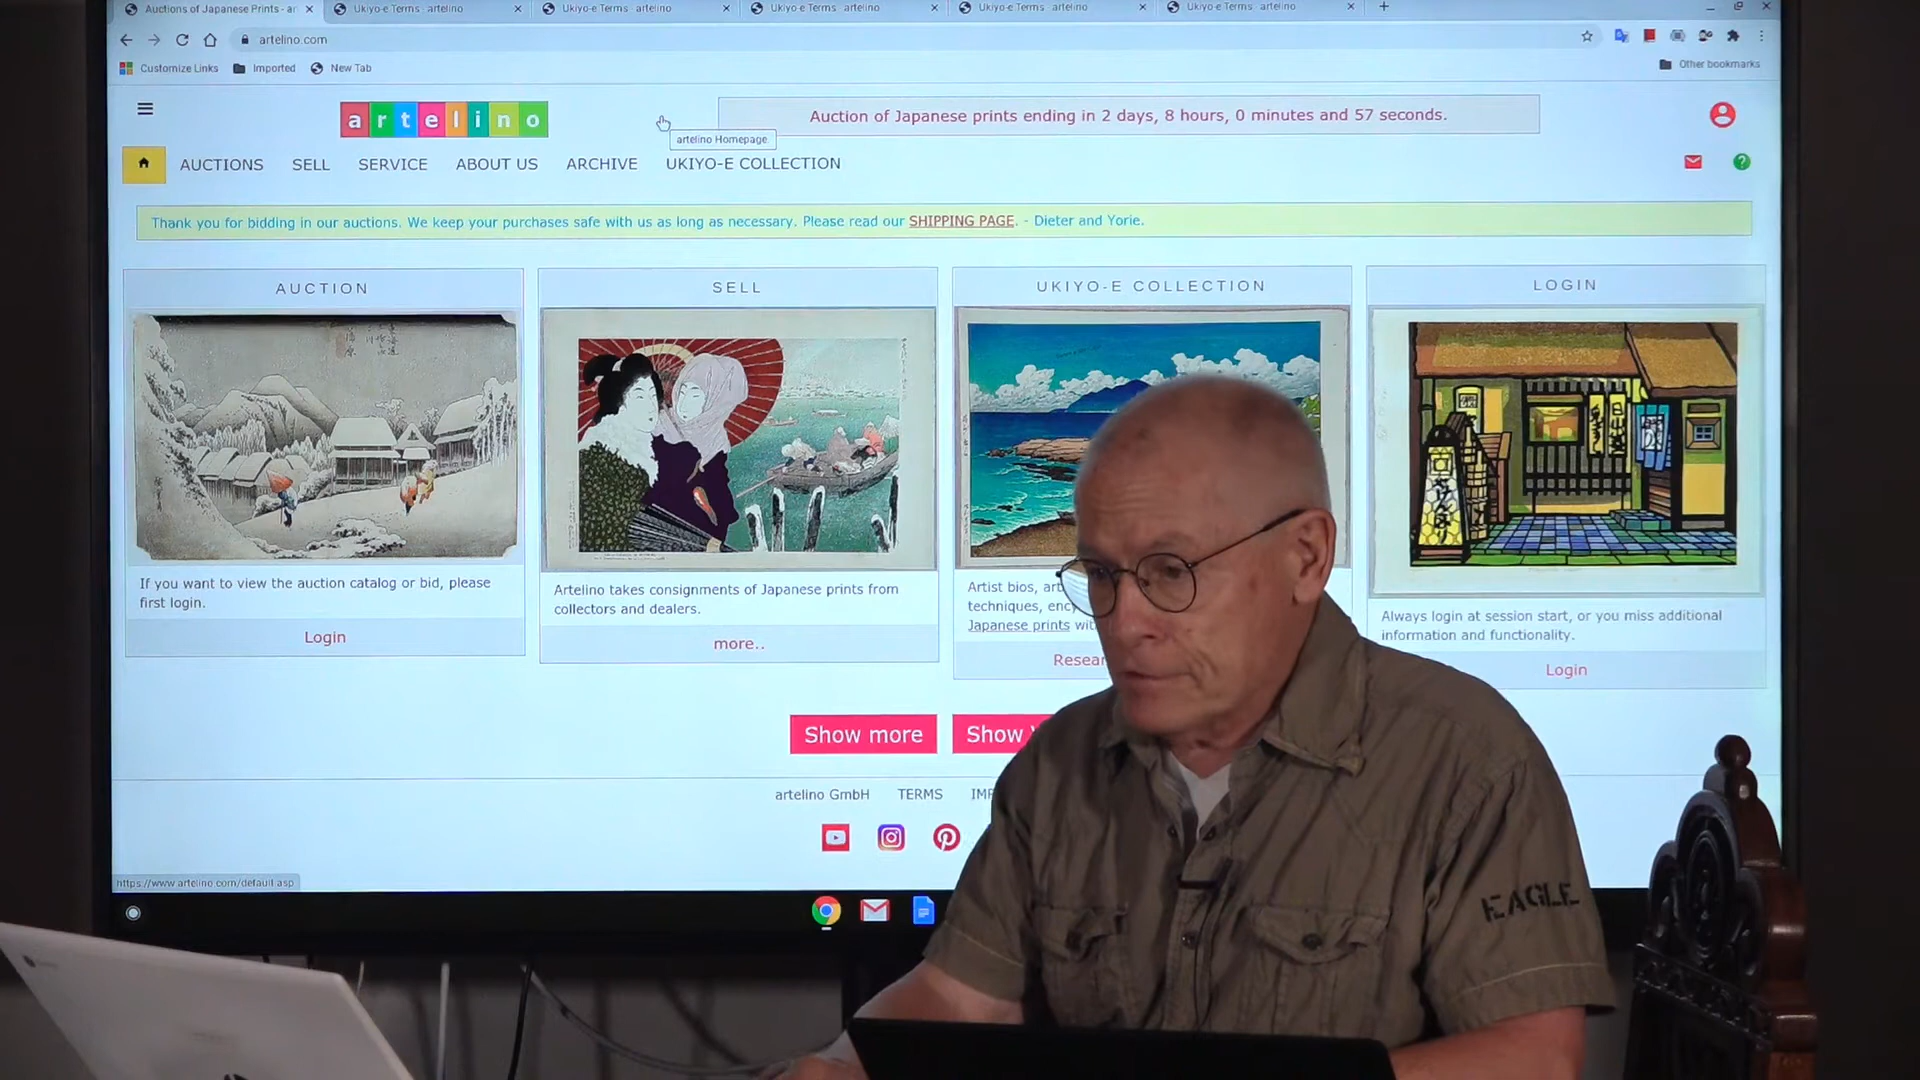 Auctions of Japanese Prints - ar
Ukiyo-e Terms - artelino
Ukiyo-e Terms - artelino
Ukiyo-e Terms - artelino
Ukiyo-e Terms - artelino
Ukiyo-e Terms - artelino
artelino.com
Customize Links
Imported
New Tab
Other bookmarks
artelino
Auction of Japanese prints ending in 2 days, 8 hours, 0 minutes and 57 seconds.
artelino Homepage.
AUCTIONS
SELL
SERVICE
ABOUT US
ARCHIVE
UKIYO-E COLLECTION
Thank you for bidding in our auctions. We keep your purchases safe with us as long as necessary. Please read our SHIPPING PAGE. - Dieter and Yorie.
AUCTION
If you want to view the auction catalog or bid, please
first login.
Login
SELL
Artelino takes consignments of Japanese prints from
collectors and dealers.
more..
UKIYO-E COLLECTION
Artist bios, art
techniques,
Japanese prints
LOGIN
Always login at session start, or you miss additional
information and functionality.
Login
Show more
Show
artelino GmbH
TERMS
https://www.artelino.com/default.asp
EAGLE